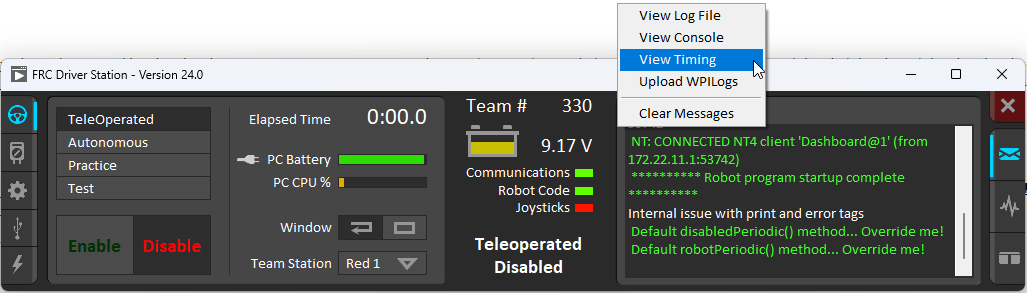 View Log File
View Console
View Timing
Upload WPILogs
Clear Messages
FRC Driver Station - Version 24.0
TeleOperated
Autonomous
Practice
Test
Enable
Disable
Elapsed Time
0:00.0
PC Battery
PC CPU %
Window
Team Station
Red 1
Team # 330
9.17 V
Communications
Robot Code
Joysticks
Teleoperated
Disabled
NT: CONNECTED NT4 client 'Dashboard@1' (from
172.22.11.1:53742)
********** Robot program startup complete
**********
Internal issue with print and error tags
Default disabledPeriodic() method... Override me!
Default robotPeriodic() method... Override me!